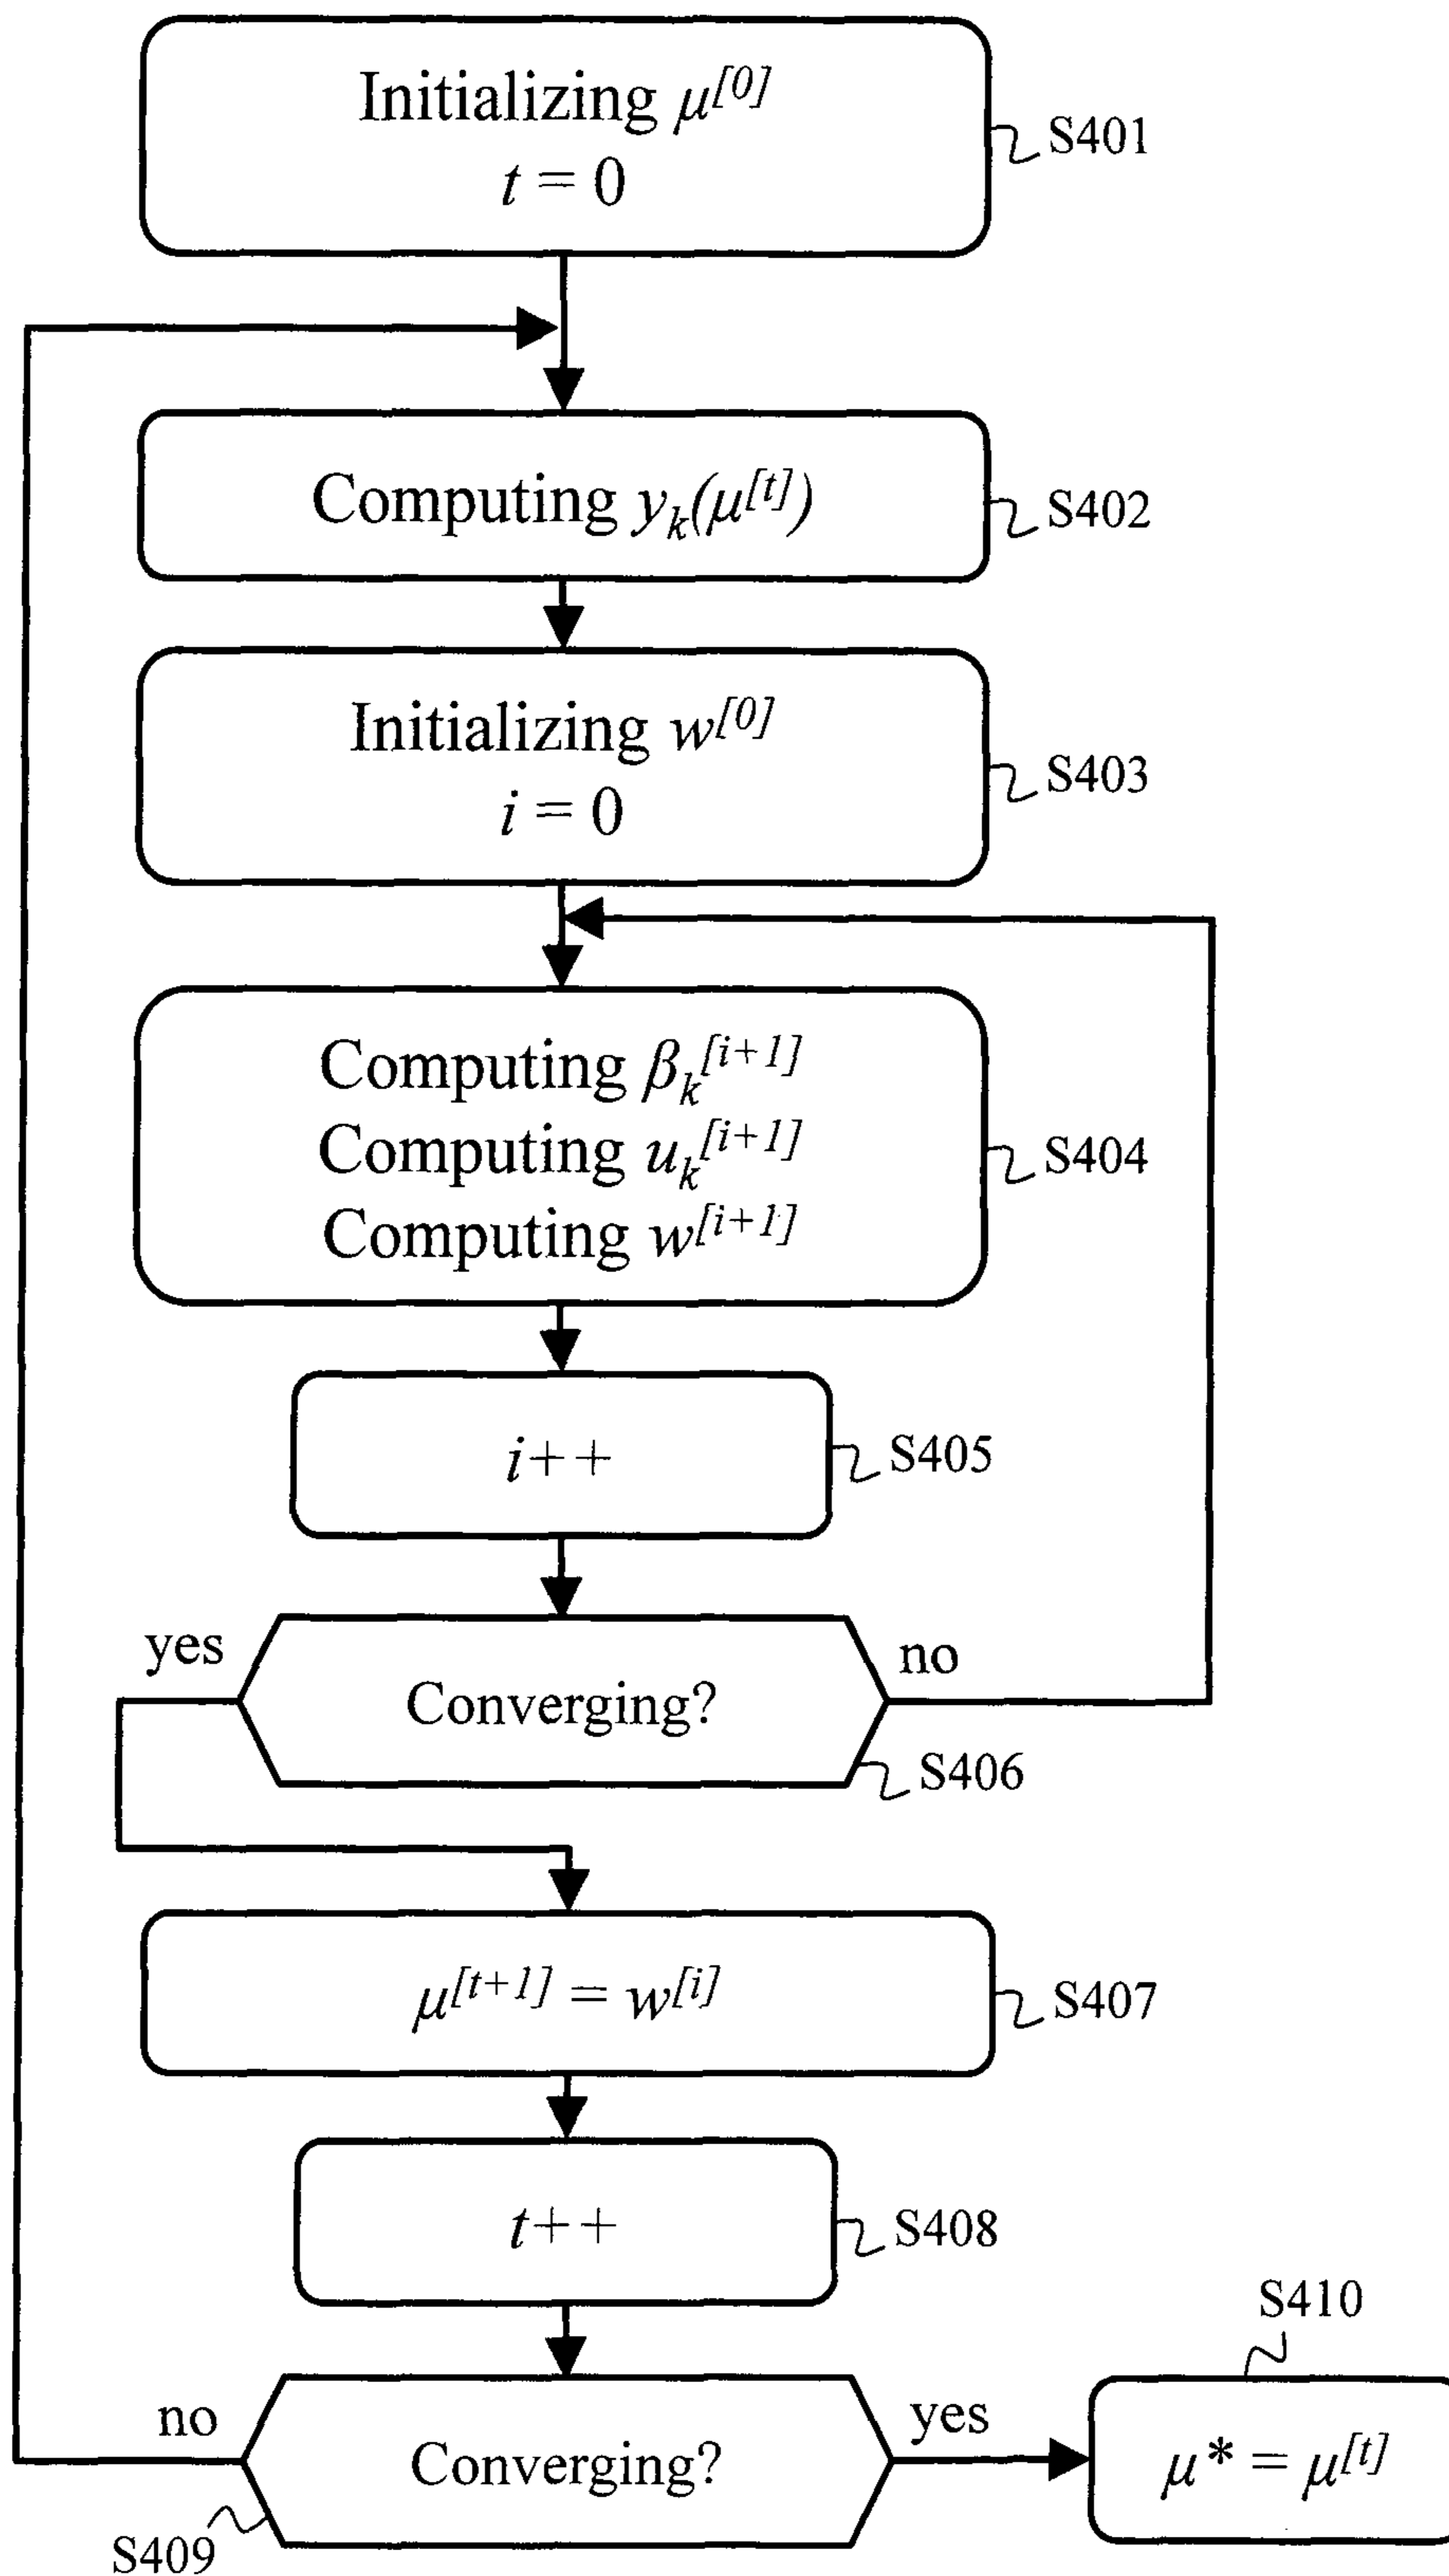 Initializing μ^[0]
t = 0
S401
Computing y_k(μ^[t])
S402
Initializing w^[0]
i = 0
S403
Computing β_k^[i+1]
Computing u_k^[i+1]
Computing w^[i+1]
S404
i++
S405
yes
no
Converging?
S406
μ^[t+1] = w^[i]
S407
t++
S408
S410
no
yes
Converging?
μ* = μ^[t]
S409